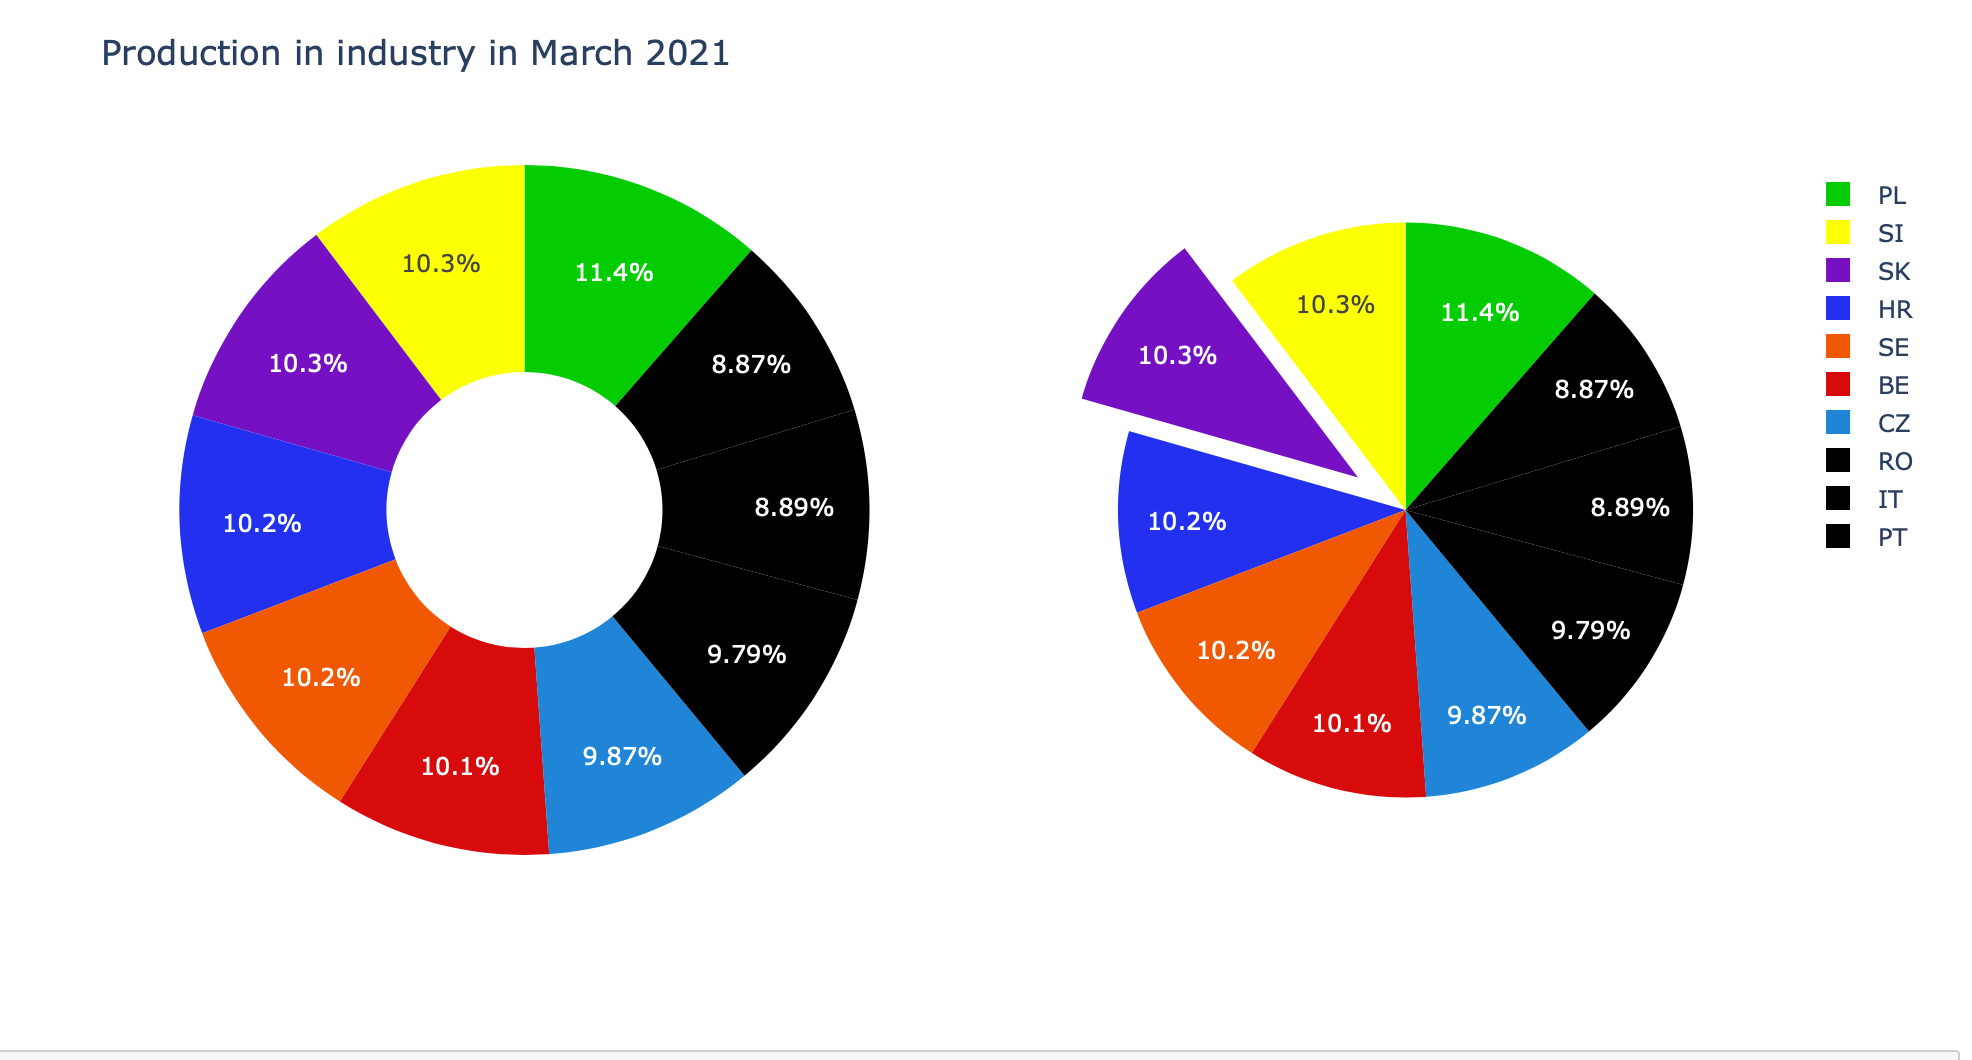 Production in industry in March 2021
10.3%
11.4%
10.3%
8.87%
10.2%
8.89%
10.2%
9.79%
10.1%
9.87%
10.3%
11.4%
10.3%
8.87%
10.2%
8.89%
10.2%
9.79%
10.1%
9.87%
PL
SI
SK
HR
SE
BE
CZ
RO
IT
PT